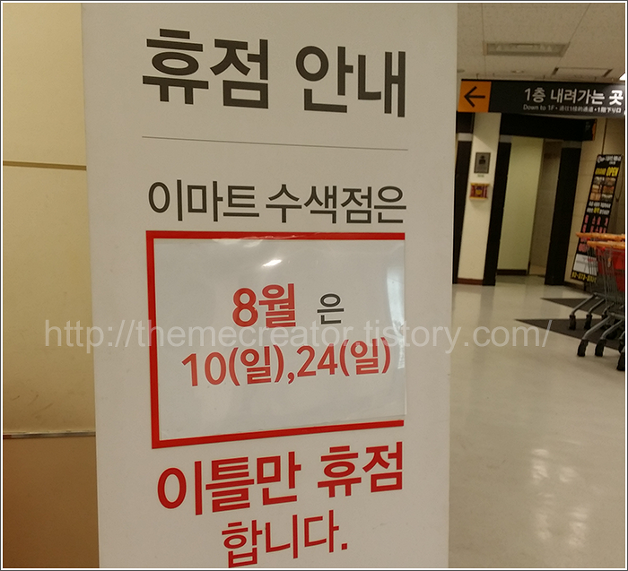 휴점 안내
이마트 수색점은
8월 은
10(일),24(일)
이틀만 휴점
합니다.
http://themecreator.tistory.com/
1층 내려가는 곳
Down to 1F
OPEN